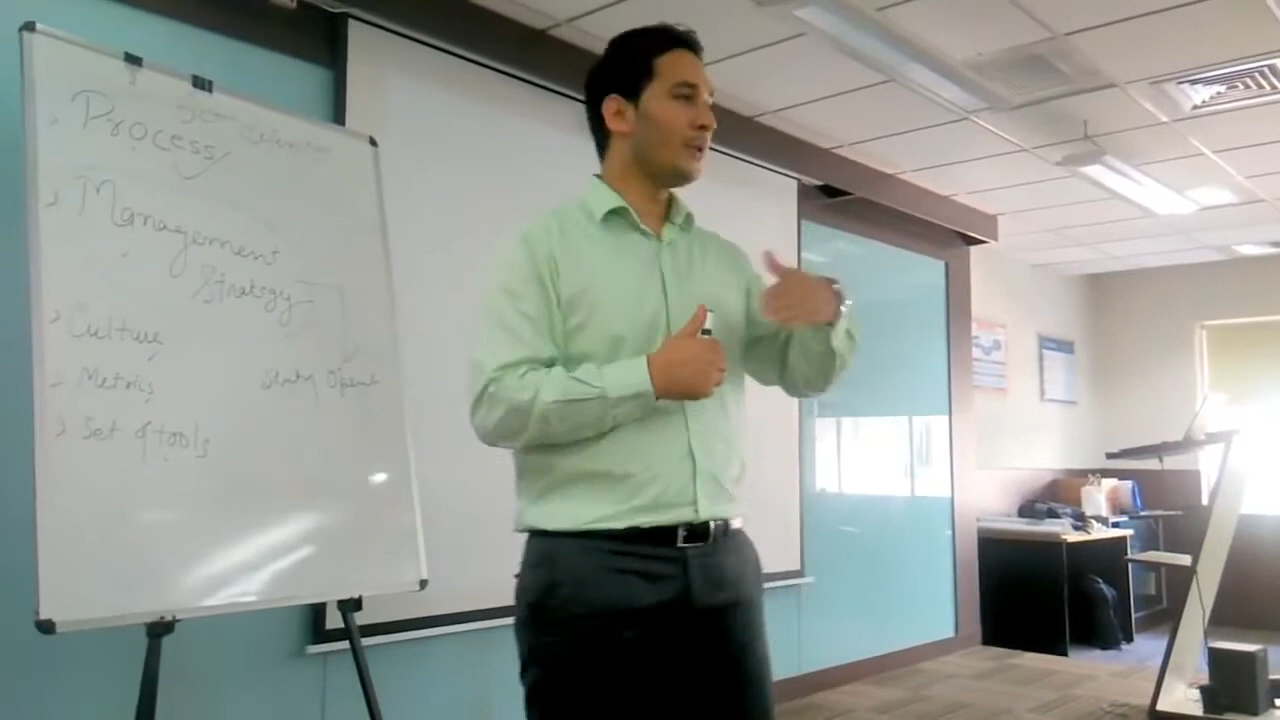 Process
Management
Strategy
Culture
Metrics
Set of tools